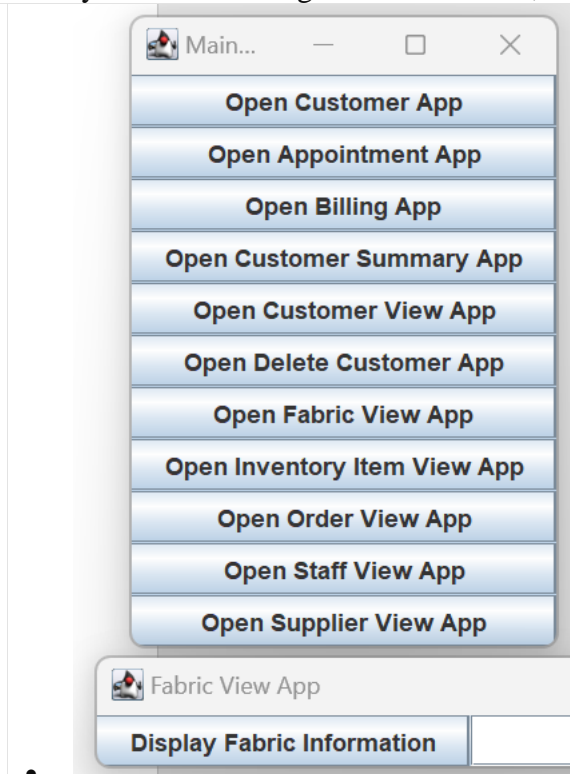 Main...
Open Customer App
Open Appointment App
Open Billing App
Open Customer Summary App
Open Customer View App
Open Delete Customer App
Open Fabric View App
Open Inventory Item View App
Open Order View App
Open Staff View App
Open Supplier View App
Fabric View App
Display Fabric Information